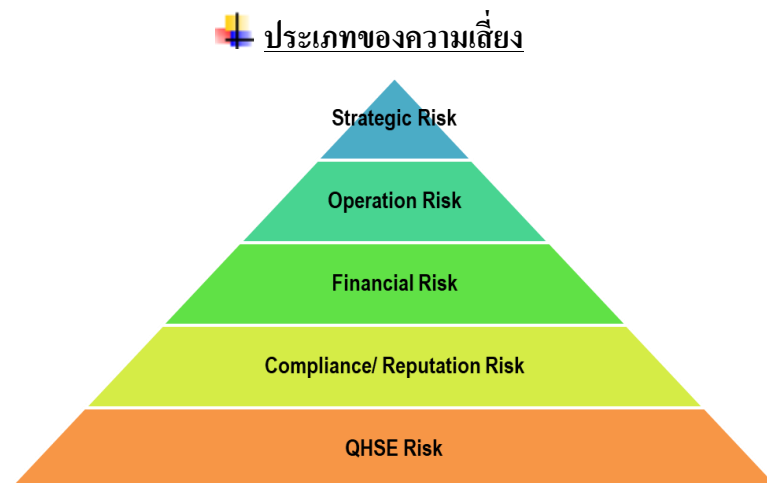 ประเภทของความเสี่ยง
Strategic Risk
Operation Risk
Financial Risk
Compliance/ Reputation Risk
QHSE Risk